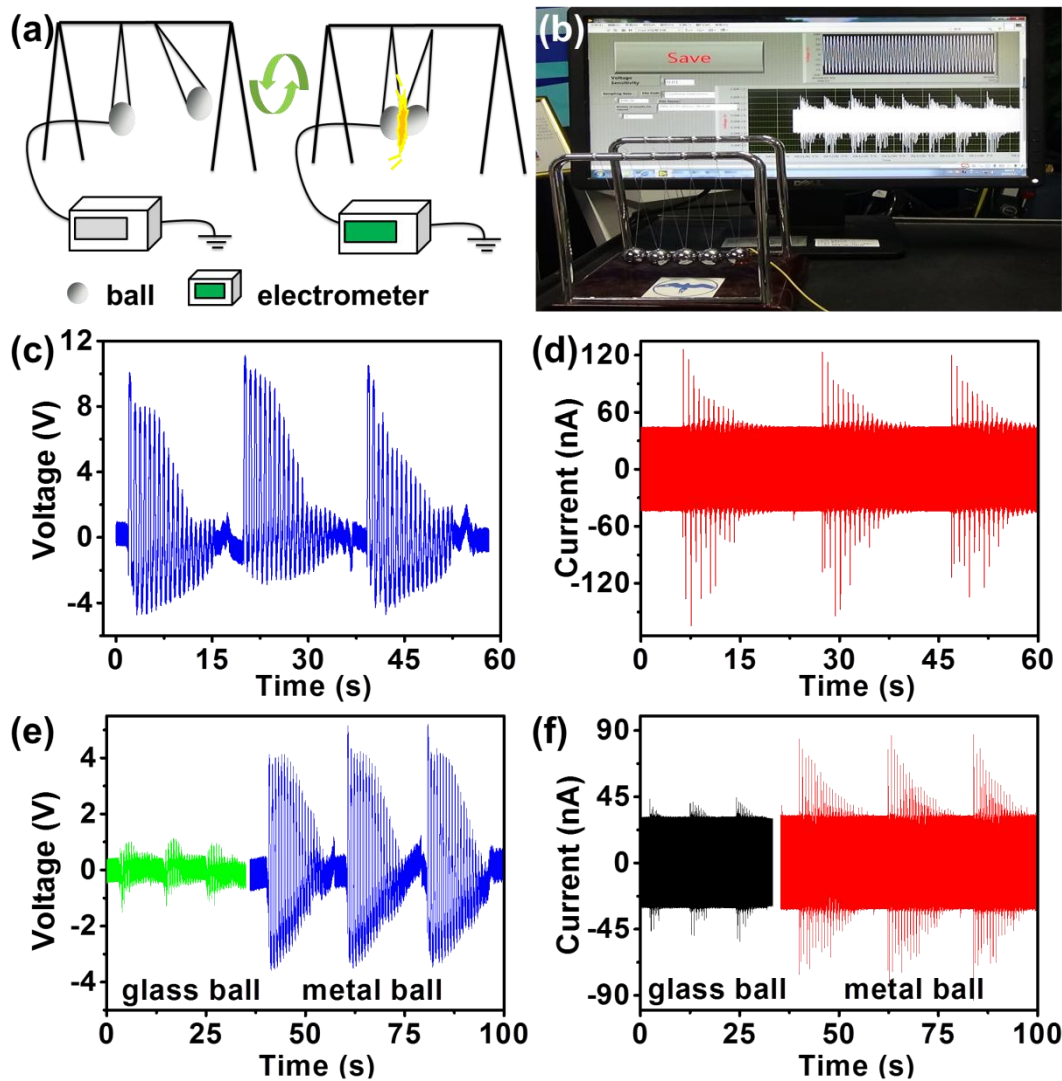 (a)
ball
electrometer
(b)
Save
Voltage
Sensitivity
DELL
(c)
12
8
4
0
-4
Voltage (V)
0 15 30 45 60
Time (s)
(d)
120
60
0
-60
-120
Current (nA)
0 15 30 45 60
Time (s)
(e)
4
2
0
-2
-4
Voltage (V)
glass ball metal ball
0 25 50 75 100
Time (s)
(f)
90
45
0
-45
-90
Current (nA)
glass ball metal ball
0 25 50 75 100
Time (s)